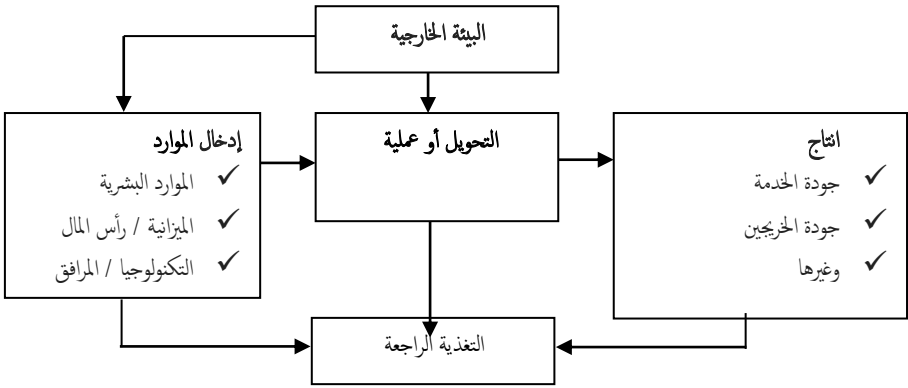 البيئة الخارجية
إدخال الموارد
الموارد البشرية
الميزانية / رأس المال
التكنولوجيا / المرافق
التحويل أو عملية
انتاج
جودة الخدمة
جودة الخريجين
وغيرها
التغذية الراجعة